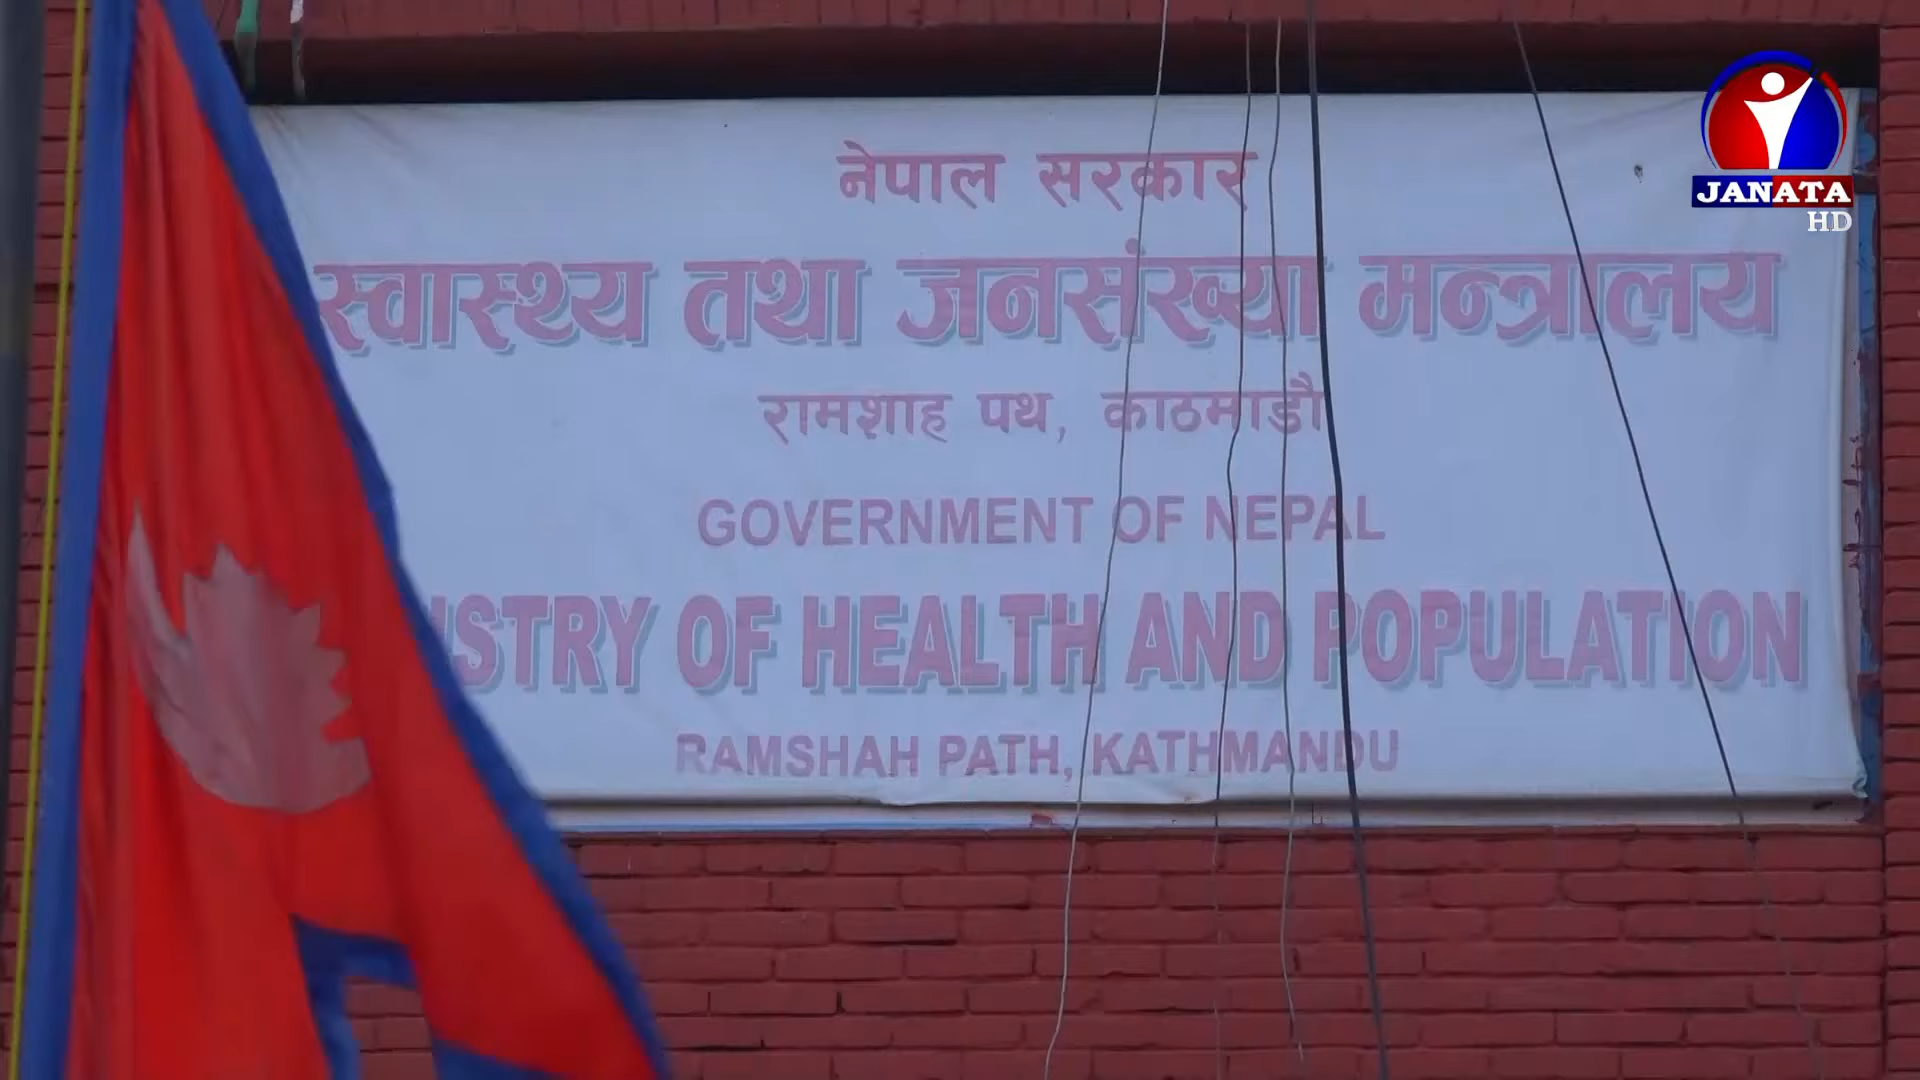 नेपाल सरकार
स्वास्थ्य तथा जनसंख्या मन्त्रालय
रामशाह पथ, काठमाडौं
GOVERNMENT OF NEPAL
OF HEALTH AND POPULATION
RAMSHAH PATH, KATHMANDU
JANATA
HD